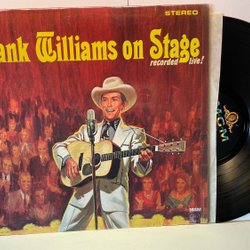 STEREO
ank Williams on Stage
recorded live!
MGM